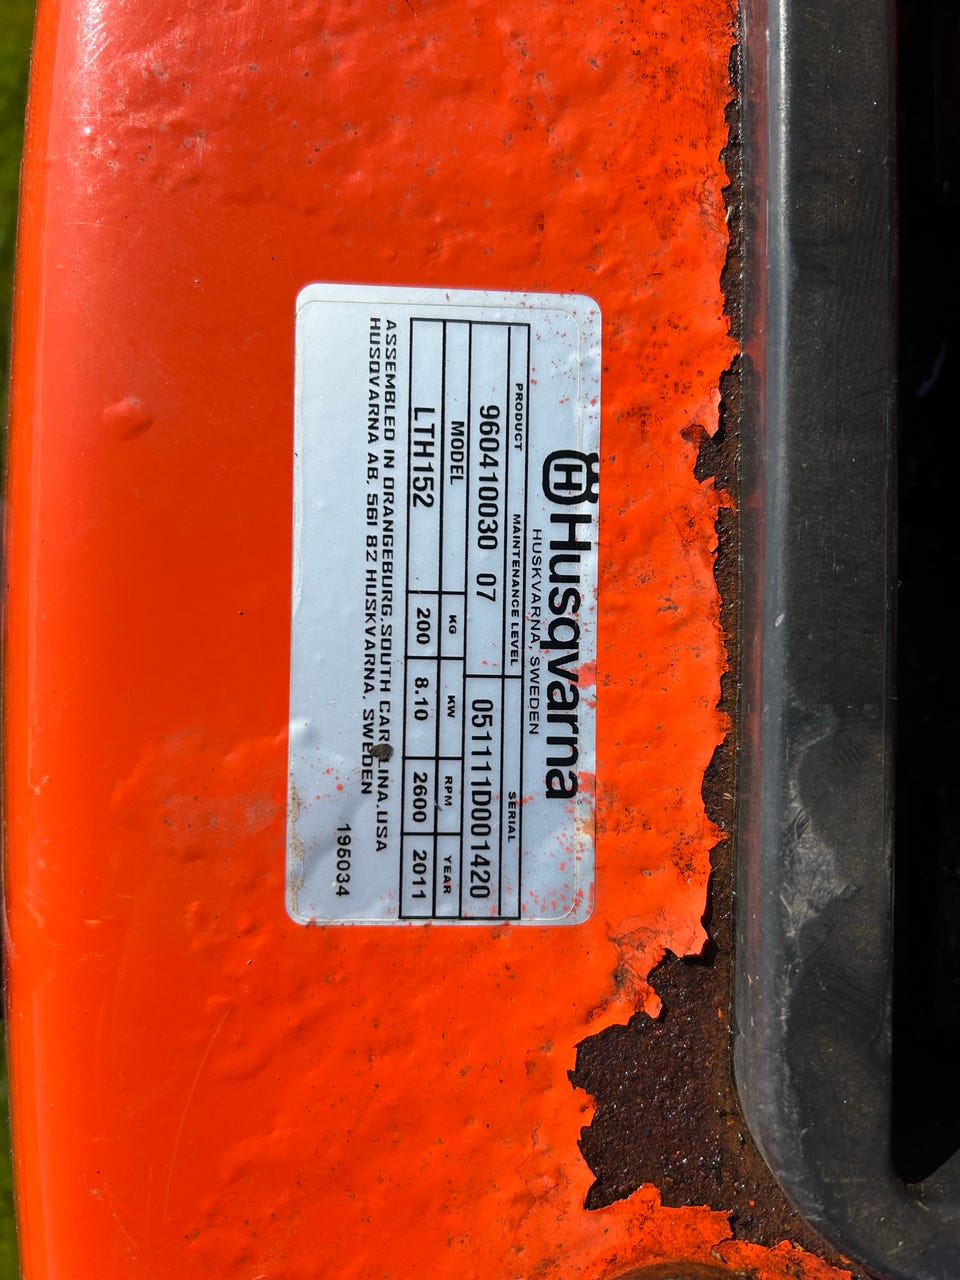 Husqvarna
HUSKVARNA, SWEDEN
PRODUCT MAINTENANCE LEVEL SERIAL
960410030 07 051111D001420
MODEL KG KW RPM YEAR
LTH152 200 8.10 2600 2011
ASSEMBLED IN ORANGEBURG,SOUTH CAROLINA,USA
HUSQVARNA AB, 561 82 HUSKVARNA, SWEDEN
195034